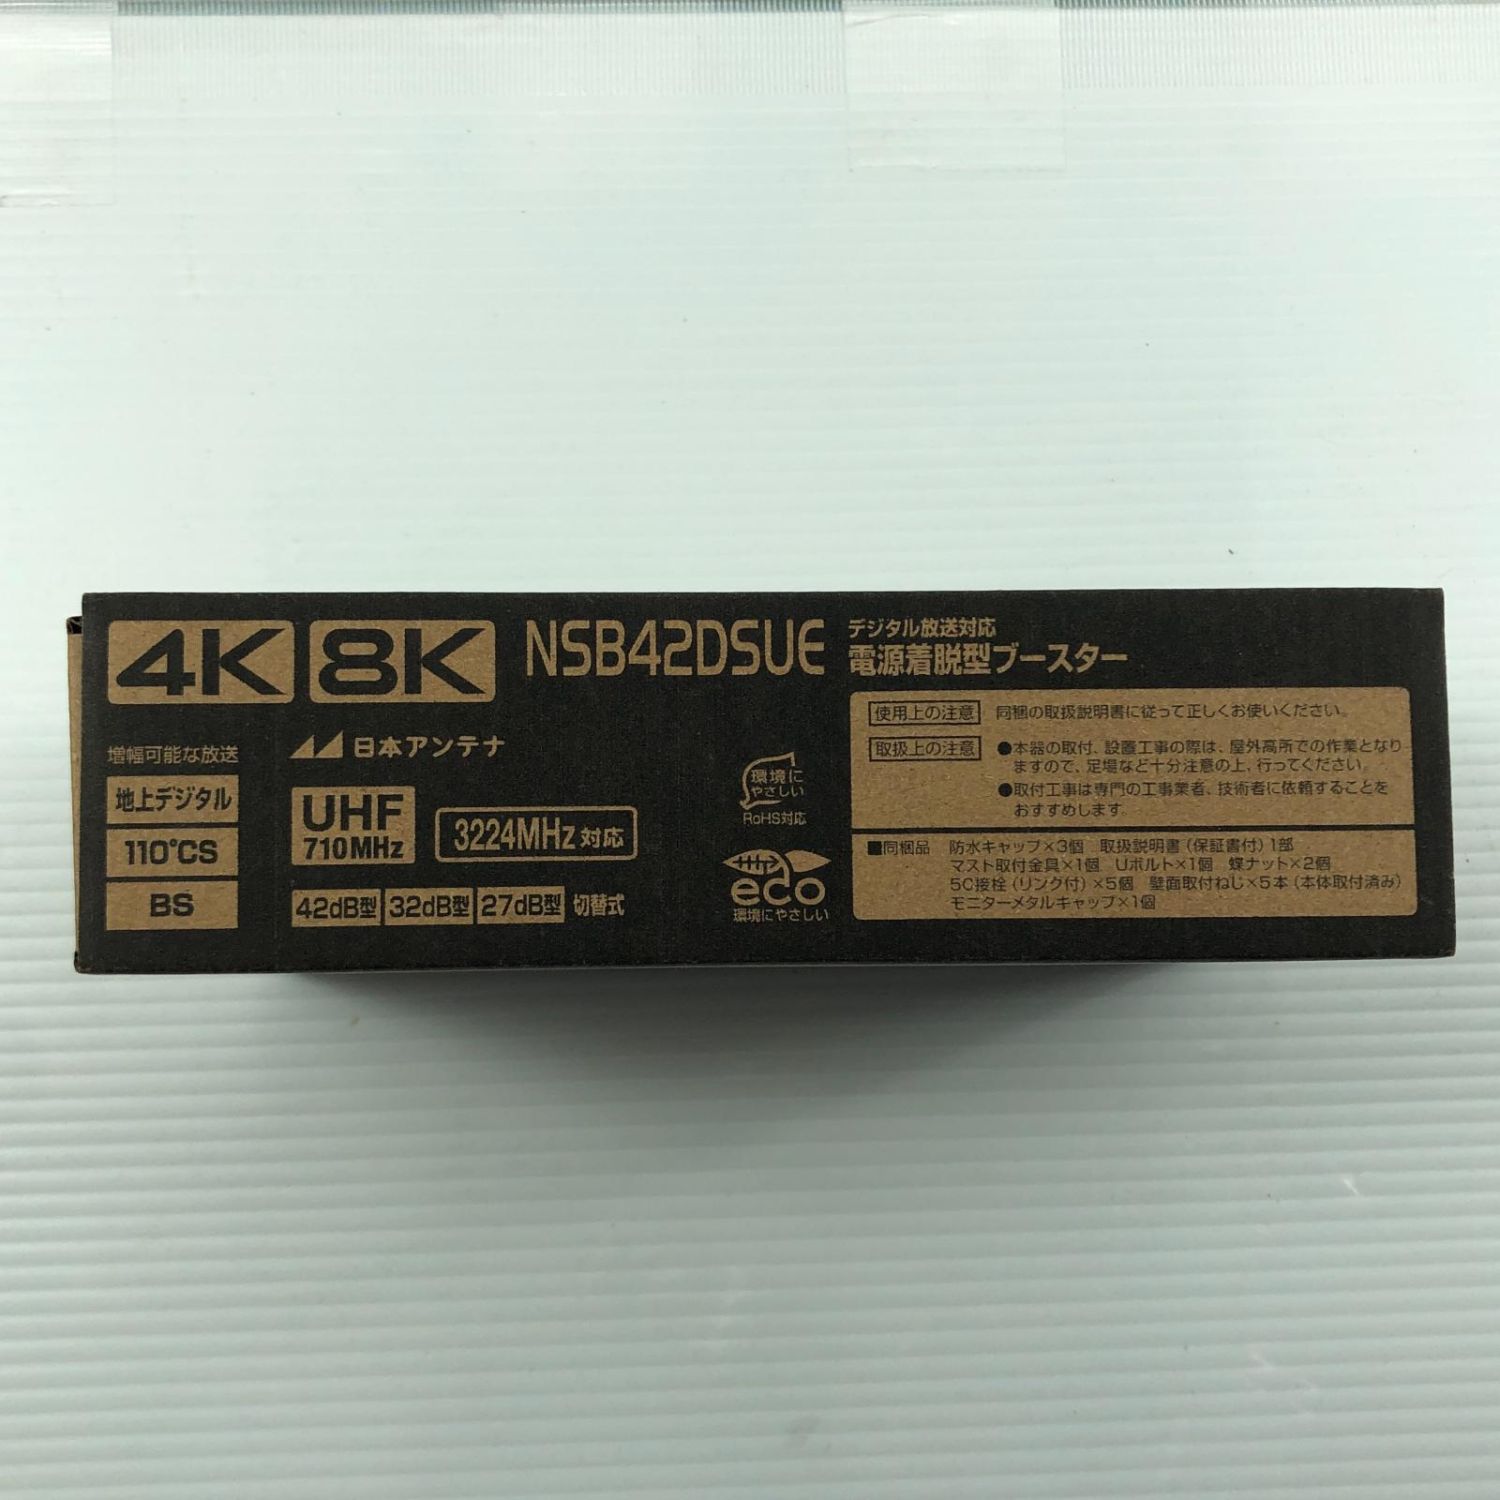 4K 8K
NSB42DSUE
デジタル放送対応
電源着脱型ブースター
増幅可能な放送
地上デジタル
110°CS
BS
日本アンテナ
UHF
710MHz
3224MHz対応
42dB型 32dB型 27dB型 切替式
環境に
やさしい
RoHS対応
eco
環境にやさしい
使用上の注意 同梱の取扱説明書に従って正しくお使いください。
取扱上の注意 ●本器の取付、設置工事の際は、屋外高所での作業となり
ますので、足場など十分注意の上、行ってください。
●取付工事は専門の工事業者、技術者に依頼することを
おすすめします。
■同梱品 防水キャップ×3個 取扱説明書(保証書付)1部
マスト取付金具×1個 Uボルト×1個 蝶ナット×2個
5C接栓(リング付)×5個 壁面取付ねじ×5本(本体取付済み)
モニターメタルキャップ×1個